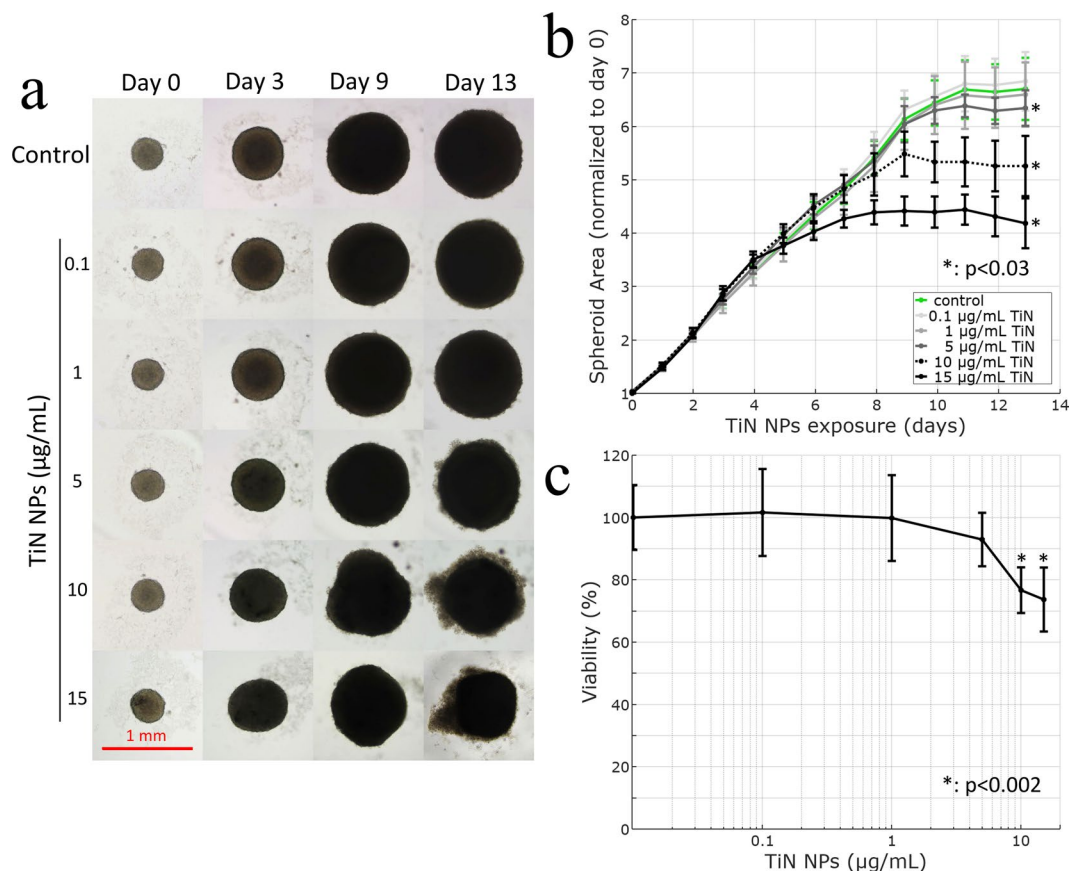 a
Day 0 Day 3 Day 9 Day 13
Control
0.1
1
5
10
15
TiN NPs (µg/mL)
1 mm
b
Spheroid Area (normalized to day 0)
8
7
6
5
4
3
2
1
0 2 4 6 8 10 12 14
TiN NPs exposure (days)
*
*
*
*: p<0.03
control
0.1 µg/mL TiN
1 µg/mL TiN
5 µg/mL TiN
10 µg/mL TiN
15 µg/mL TiN
c
Viability (%)
120
100
80
60
40
20
0
* *
*: p<0.002
0.1 1 10
TiN NPs (µg/mL)